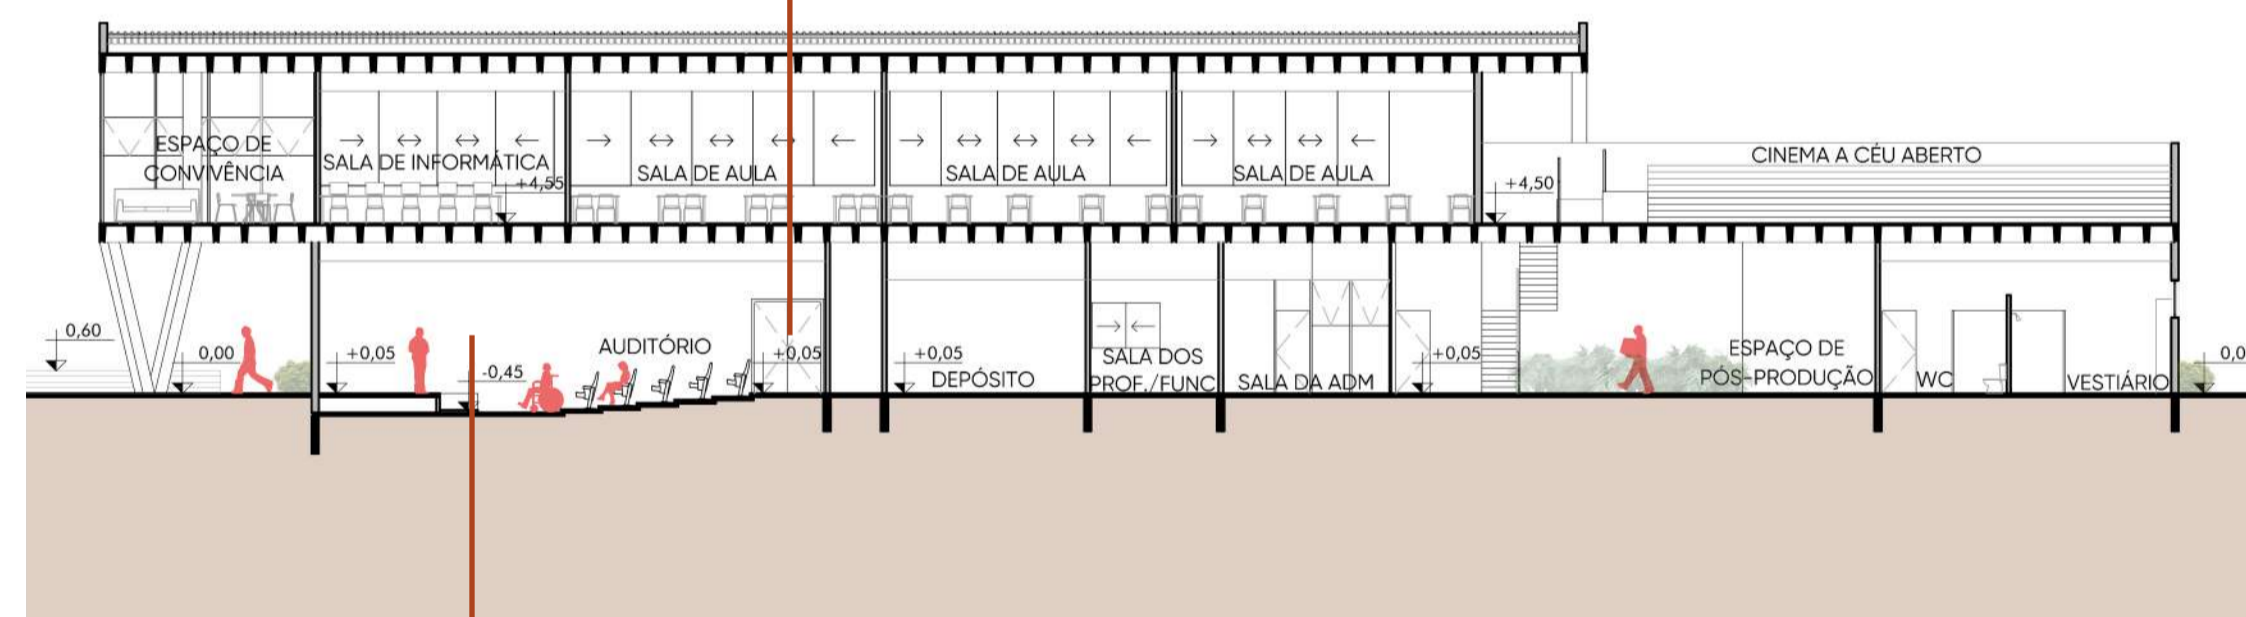 ESPAÇO DE
CONVIVÊNCIA
SALA DE INFORMÁTICA
+4,55
SALA DE AULA
SALA DE AULA
SALA DE AULA
+4,50
CINEMA A CÉU ABERTO
0,60
0,00
+0,05
-0,45
AUDITÓRIO
+0,05
+0,05
DEPÓSITO
SALA DOS
PROF./FUNC
SALA DA ADM
+0,05
ESPAÇO DE
PÓS-PRODUÇÃO
WC
VESTIÁRIO
0,0